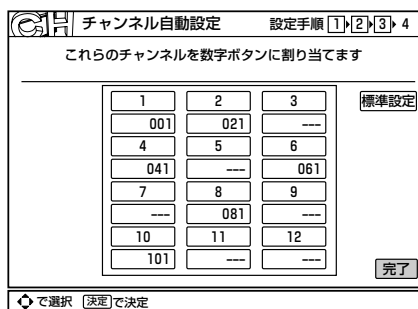 CH チャンネル自動設定 設定手順 1 2 3 4
これらのチャンネルを数字ボタンに割り当てます
1 2 3 標準設定
001 021 ---
4 5 6
041 --- 061
7 8 9
--- 081 ---
10 11 12
101 --- --- 完了
で選択 決定 で決定